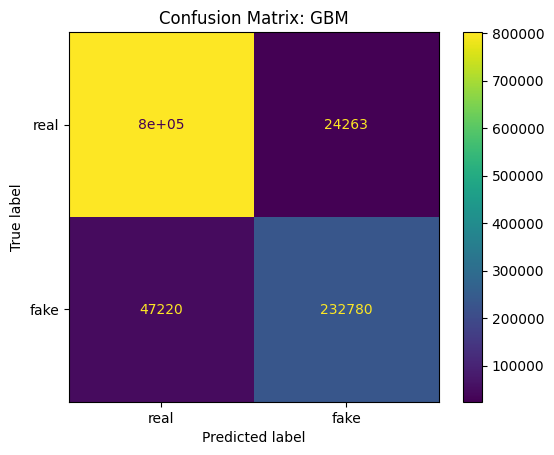 Confusion Matrix: GBM
True label
real
8e+05
24263
fake
47220
232780
real
fake
Predicted label
800000
700000
600000
500000
400000
300000
200000
100000